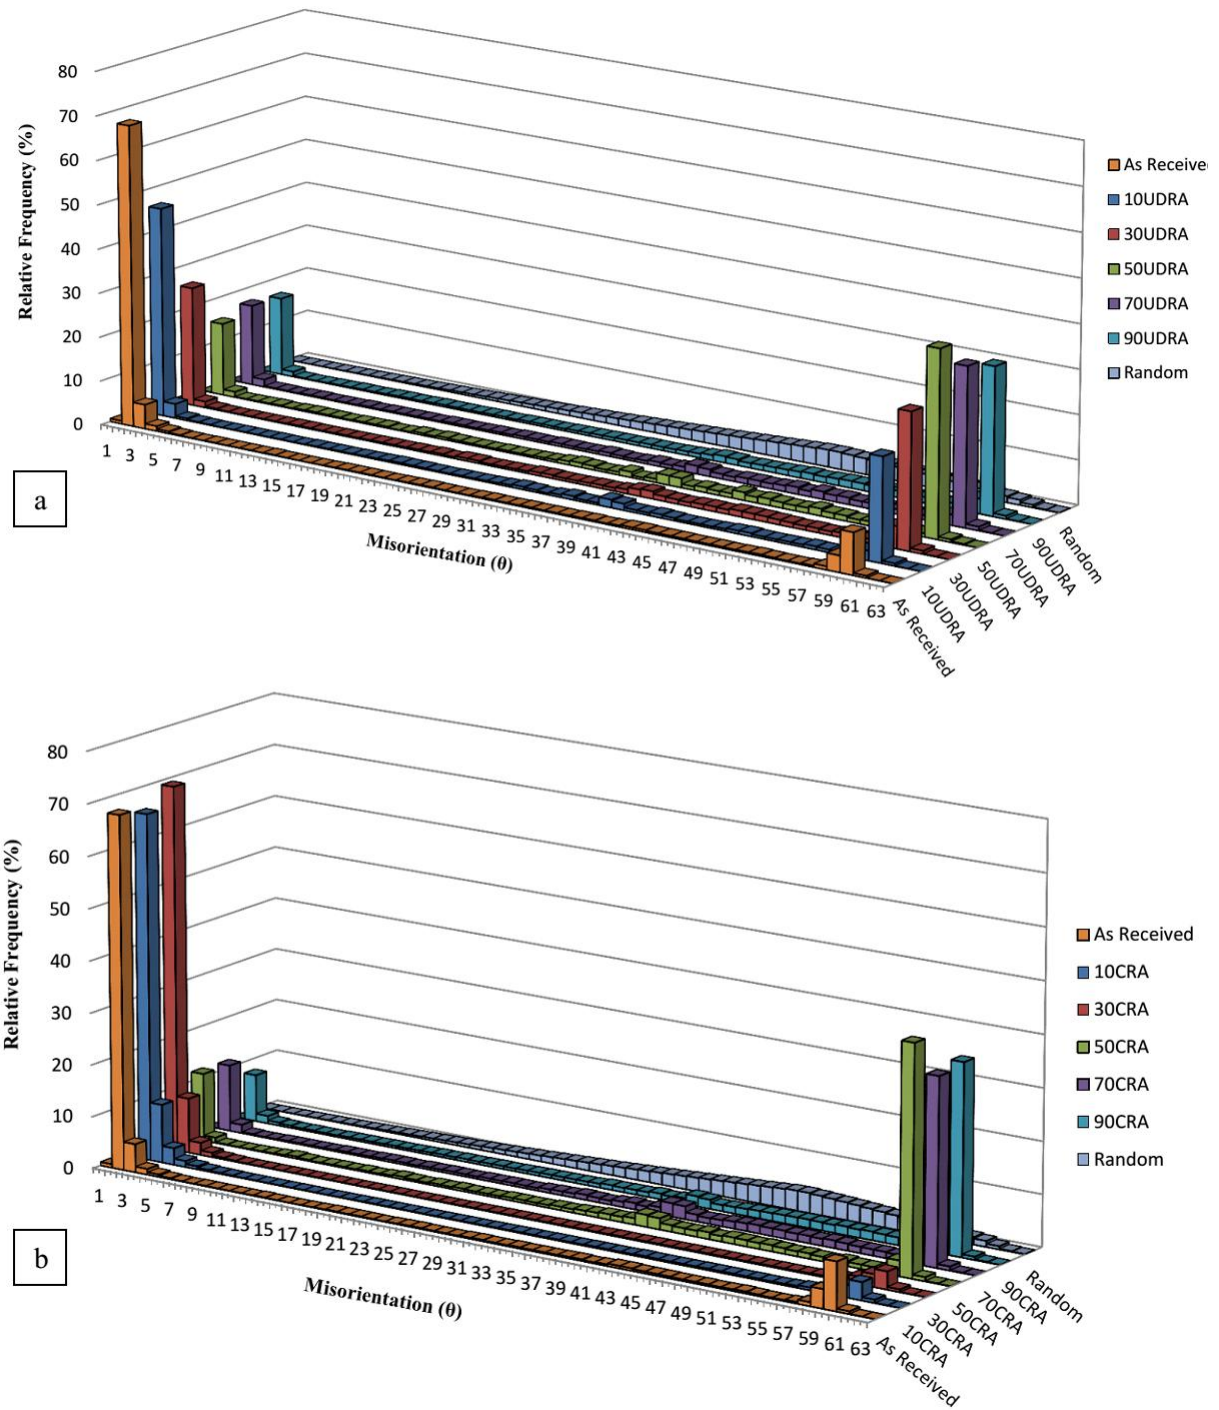 80
70
60
50
40
30
20
10
0
Relative Frequency (%)
1 3 5 7 9 11 13 15 17 19 21 23 25 27 29 31 33 35 37 39 41 43 45 47 49 51 53 55 57 59 61 63
Misorientation (θ)
As Received
10UDRA
30UDRA
50UDRA
70UDRA
90UDRA
Random
As Received
10UDRA
30UDRA
50UDRA
70UDRA
90UDRA
Random
a
80
70
60
50
40
30
20
10
0
Relative Frequency (%)
1 3 5 7 9 11 13 15 17 19 21 23 25 27 29 31 33 35 37 39 41 43 45 47 49 51 53 55 57 59 61 63
Misorientation (θ)
As Received
10CRA
30CRA
50CRA
70CRA
90CRA
Random
As Received
10CRA
30CRA
50CRA
70CRA
90CRA
Random
b